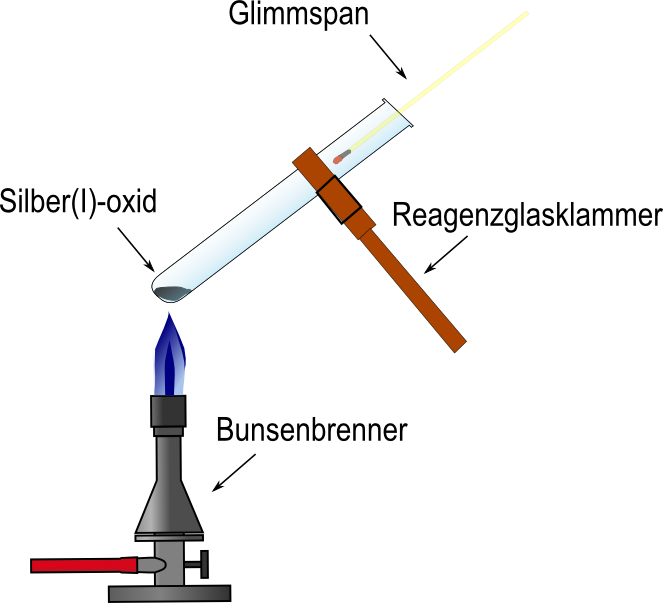 Glimmspan
Silber(I)-oxid
Reagenzglasklammer
Bunsenbrenner